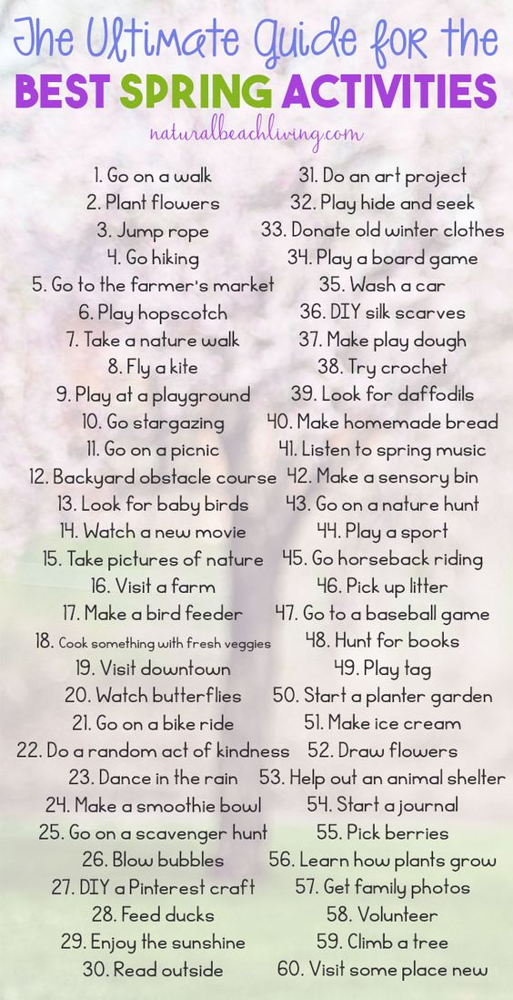 The Ultimate Guide for the
BEST SPRING ACTIVITIES
naturalbeachliving.com
1. Go on a walk
2. Plant flowers
3. Jump rope
4. Go hiking
5. Go to the farmer's market
6. Play hopscotch
7. Take a nature walk
8. Fly a kite
9. Play at a playground
10. Go stargazing
11. Go on a picnic
12. Backyard obstacle course
13. Look for baby birds
14. Watch a new movie
15. Take pictures of nature
16. Visit a farm
17. Make a bird feeder
18. Cook something with fresh veggies
19. Visit downtown
20. Watch butterflies
21. Go on a bike ride
22. Do a random act of kindness
23. Dance in the rain
24. Make a smoothie bowl
25. Go on a scavenger hunt
26. Blow bubbles
27. DIY a Pinterest craft
28. Feed ducks
29. Enjoy the sunshine
30. Read outside
31. Do an art project
32. Play hide and seek
33. Donate old winter clothes
34. Play a board game
35. Wash a car
36. DIY silk scarves
37. Make play dough
38. Try crochet
39. Look for daffodils
40. Make homemade bread
41. Listen to spring music
42. Make a sensory bin
43. Go on a nature hunt
44. Play a sport
45. Go horseback riding
46. Pick up litter
47. Go to a baseball game
48. Hunt for books
49. Play tag
50. Start a planter garden
51. Make ice cream
52. Draw flowers
53. Help out an animal shelter
54. Start a journal
55. Pick berries
56. Learn how plants grow
57. Get family photos
58. Volunteer
59. Climb a tree
60. Visit some place new